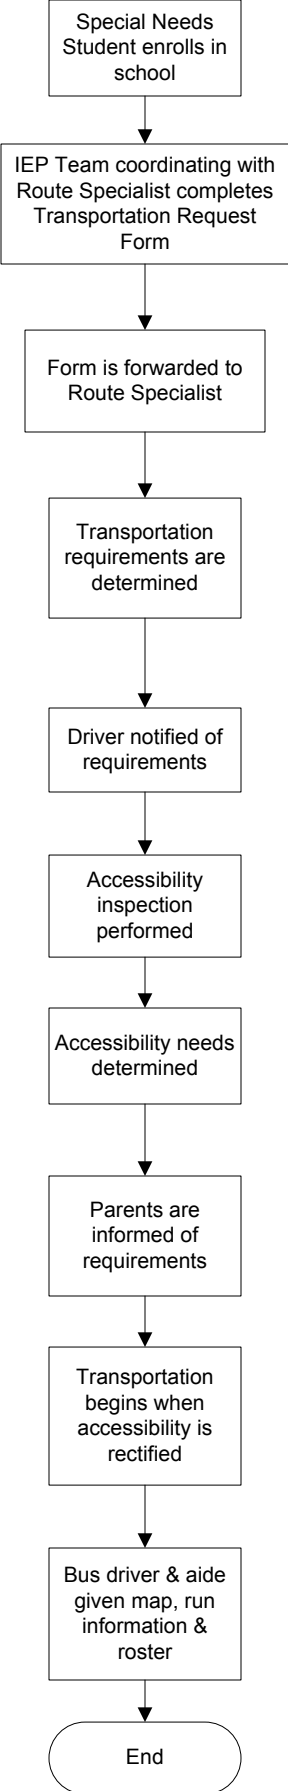 Special Needs
Student enrolls in
school
IEP Team coordinating with
Route Specialist completes
Transportation Request
Form
Form is forwarded to
Route Specialist
Transportation
requirements are
determined
Driver notified of
requirements
Accessibility
inspection
performed
Accessibility needs
determined
Parents are
informed of
requirements
Transportation
begins when
accessibility is
rectified
Bus driver & aide
given map, run
information &
roster
End